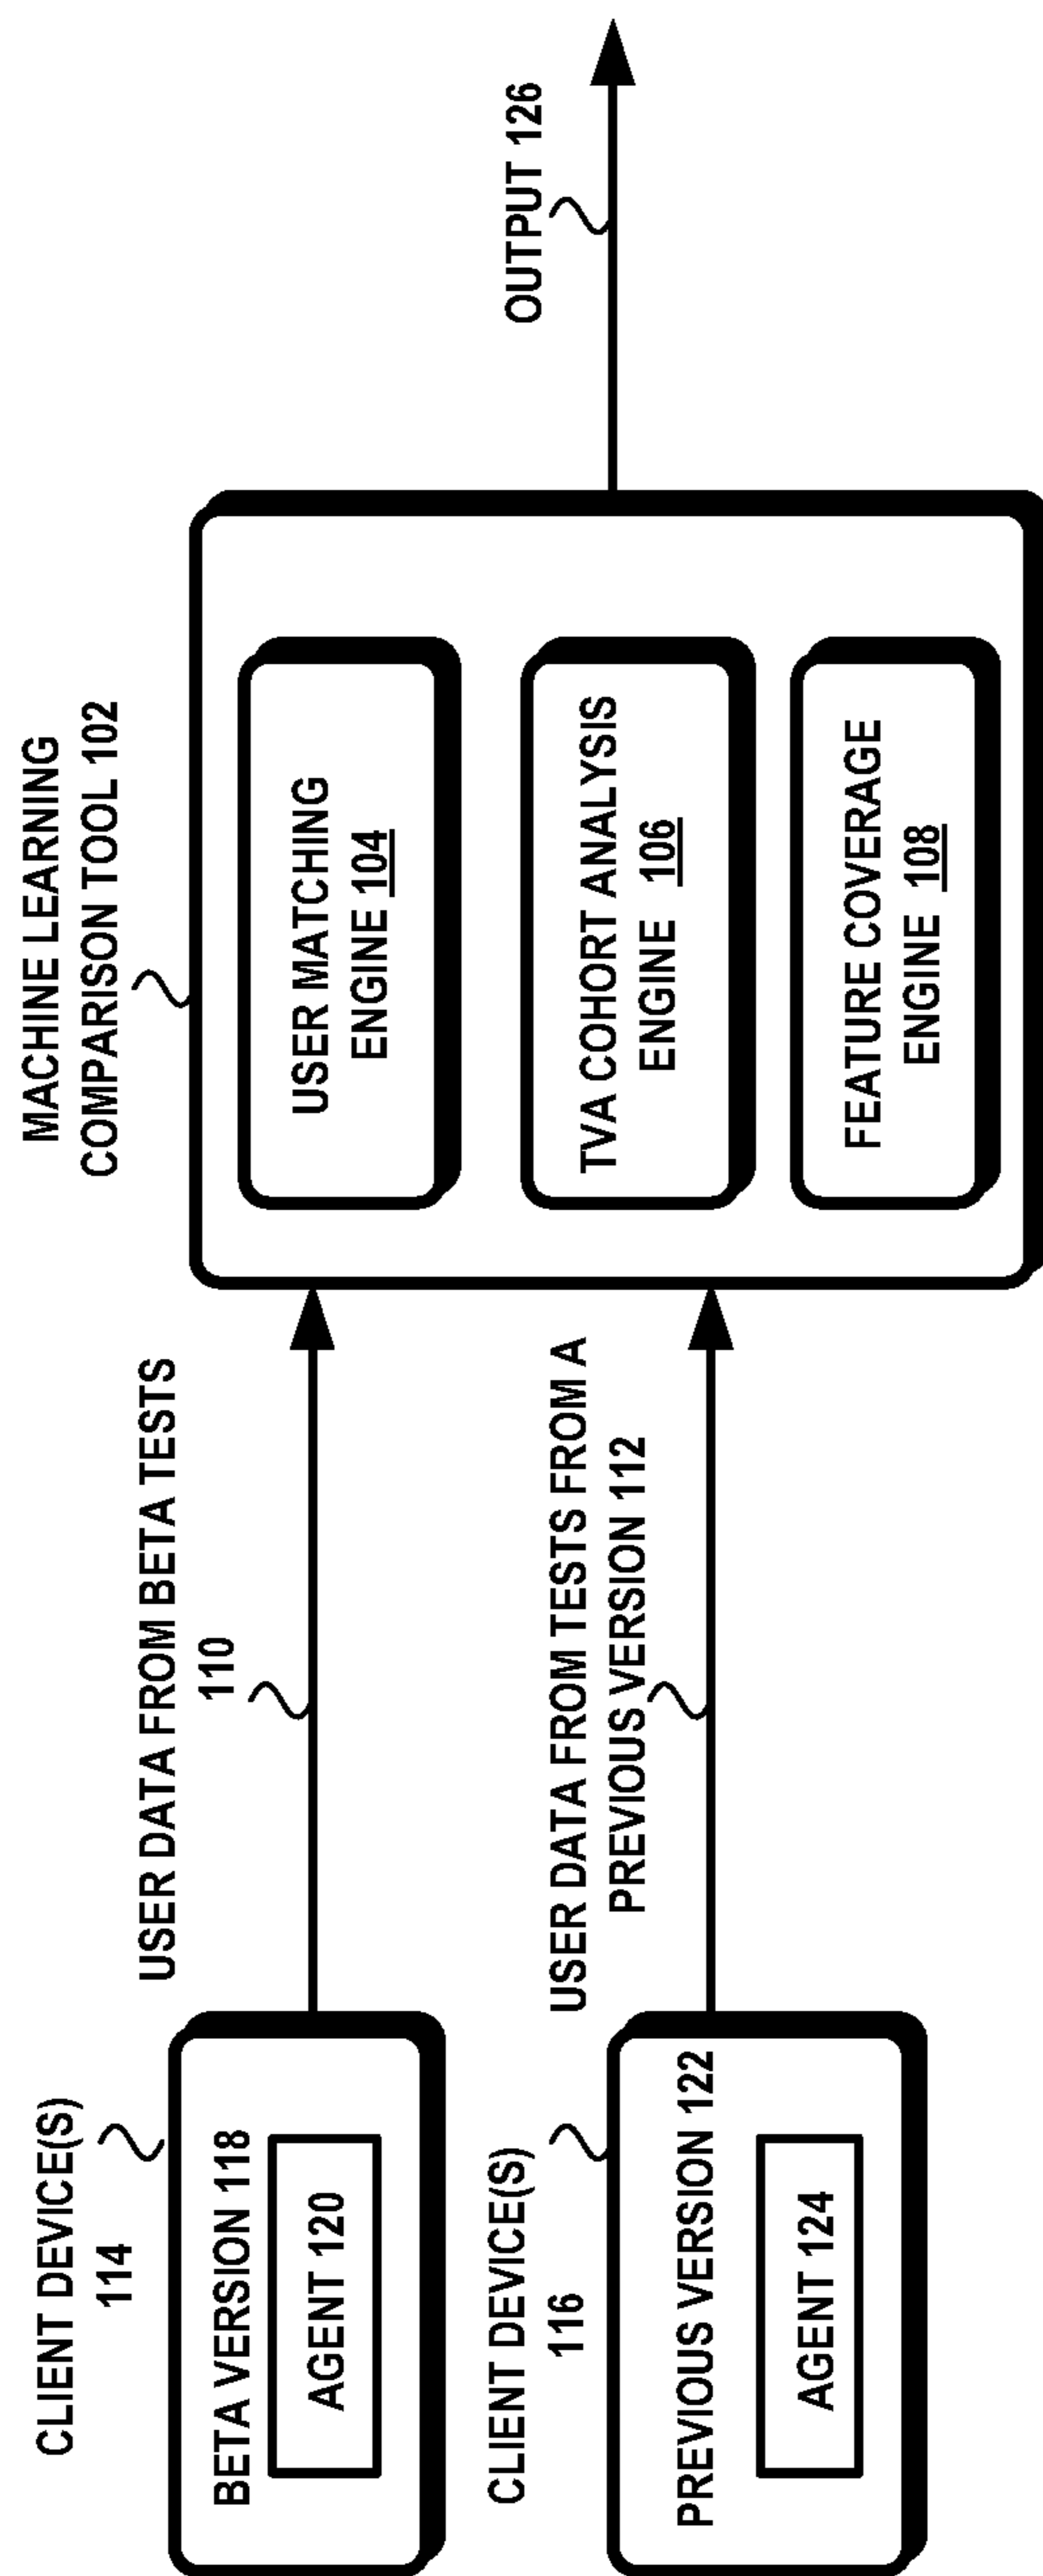 CLIENT DEVICE(S)
114
BETA VERSION 118
AGENT 120
CLIENT DEVICE(S)
116
PREVIOUS VERSION 122
AGENT 124
USER DATA FROM BETA TESTS
110
USER DATA FROM TESTS FROM A
PREVIOUS VERSION 112
MACHINE LEARNING
COMPARISON TOOL 102
USER MATCHING
ENGINE 104
TVA COHORT ANALYSIS
ENGINE 106
FEATURE COVERAGE
ENGINE 108
OUTPUT 126